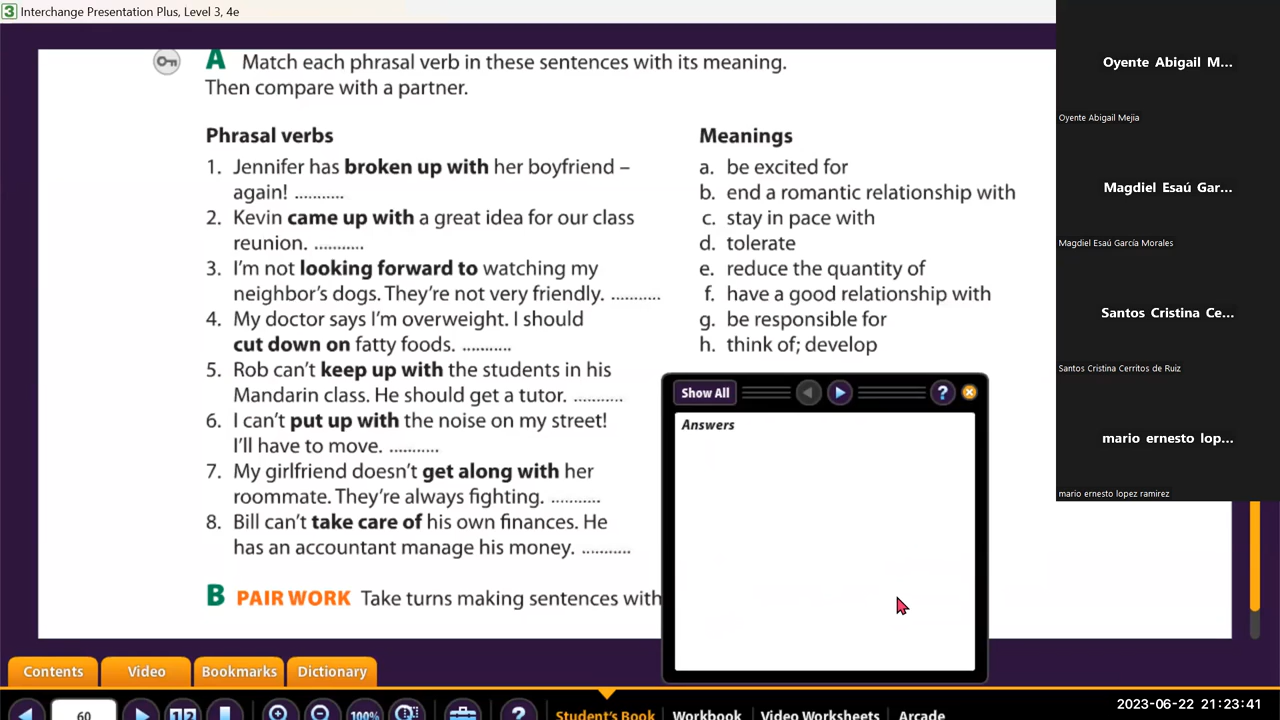 Interchange Presentation Plus, Level 3, 4e
A Match each phrasal verb in these sentences with its meaning.
Then compare with a partner.
Phrasal verbs
1. Jennifer has broken up with her boyfriend –
again! ...........
2. Kevin came up with a great idea for our class
reunion. ...........
3. I'm not looking forward to watching my
neighbor's dogs. They're not very friendly. ...........
4. My doctor says I'm overweight. I should
cut down on fatty foods. ...........
5. Rob can't keep up with the students in his
Mandarin class. He should get a tutor. ...........
6. I can't put up with the noise on my street!
I'll have to move. ...........
7. My girlfriend doesn't get along with her
roommate. They're always fighting. ...........
8. Bill can't take care of his own finances. He
has an accountant manage his money. ...........
Meanings
a. be excited for
b. end a romantic relationship with
c. stay in pace with
d. tolerate
e. reduce the quantity of
f. have a good relationship with
g. be responsible for
h. think of; develop
Show All
?
Answers
B PAIR WORK Take turns making sentences with
Oyente Abigail M...
Oyente Abigail Mejia
Magdiel Esaú Gar...
Magdiel Esaú García Morales
Santos Cristina Ce...
Santos Cristina Cerritos de Ruiz
mario ernesto lop...
mario ernesto lopez ramirez
Contents
Video
Bookmarks
Dictionary
60
1 2
100%
?
Student's Book
Workbook
Video Worksheets
Arcade
2023-06-22 21:23:41